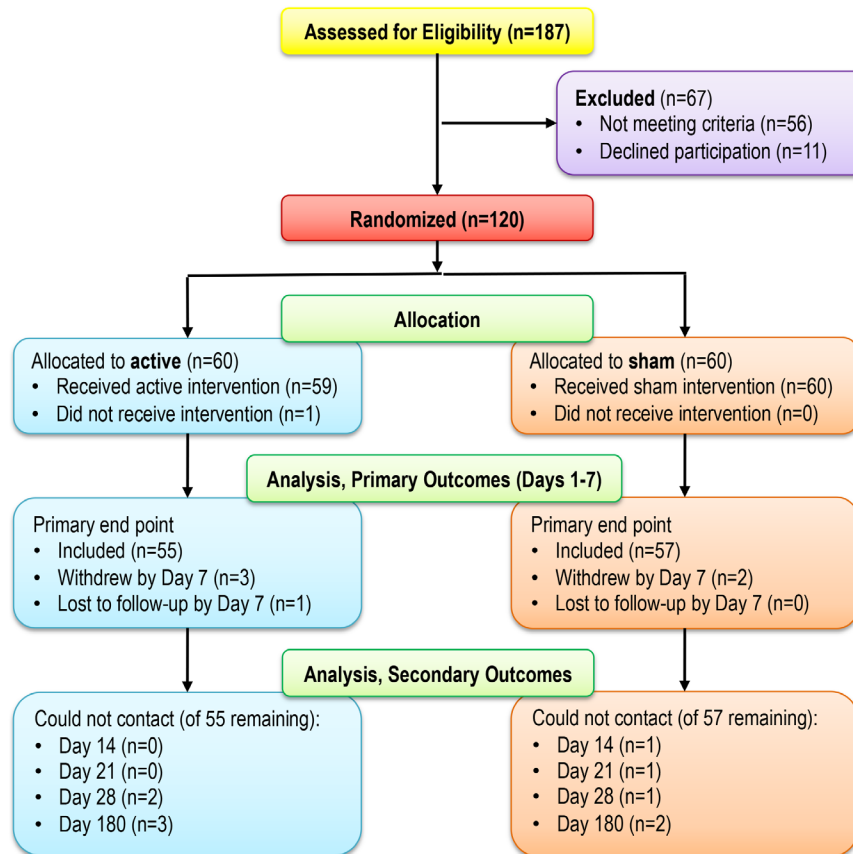 Assessed for Eligibility (n=187)
Excluded (n=67)
• Not meeting criteria (n=56)
• Declined participation (n=11)
Randomized (n=120)
Allocation
Allocated to active (n=60)
• Received active intervention (n=59)
• Did not receive intervention (n=1)
Allocated to sham (n=60)
• Received sham intervention (n=60)
• Did not receive intervention (n=0)
Analysis, Primary Outcomes (Days 1-7)
Primary end point
• Included (n=55)
• Withdrew by Day 7 (n=3)
• Lost to follow-up by Day 7 (n=1)
Primary end point
• Included (n=57)
• Withdrew by Day 7 (n=2)
• Lost to follow-up by Day 7 (n=0)
Analysis, Secondary Outcomes
Could not contact (of 55 remaining):
• Day 14 (n=0)
• Day 21 (n=0)
• Day 28 (n=2)
• Day 180 (n=3)
Could not contact (of 57 remaining):
• Day 14 (n=1)
• Day 21 (n=1)
• Day 28 (n=1)
• Day 180 (n=2)